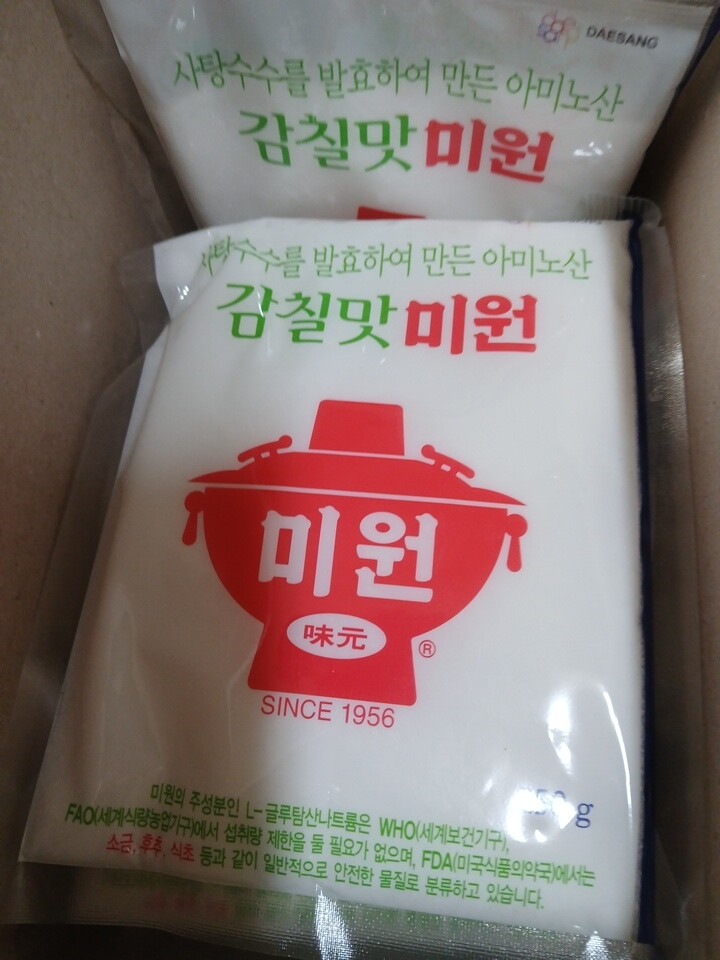 DAESANG
사탕수수를 발효하여 만든 아미노산
감칠맛 미원
사탕수수를 발효하여 만든 아미노산
감칠맛 미원
미원
味元 ®
SINCE 1956
g
미원의 주성분인 L-글루탐산나트륨은 WHO(세계보건기구),
FAO(세계식량농업기구)에서 섭취량 제한을 둘 필요가 없으며, FDA(미국식품의약국)에서는
소금, 후추, 식초 등과 같이 일반적으로 안전한 물질로 분류하고 있습니다.